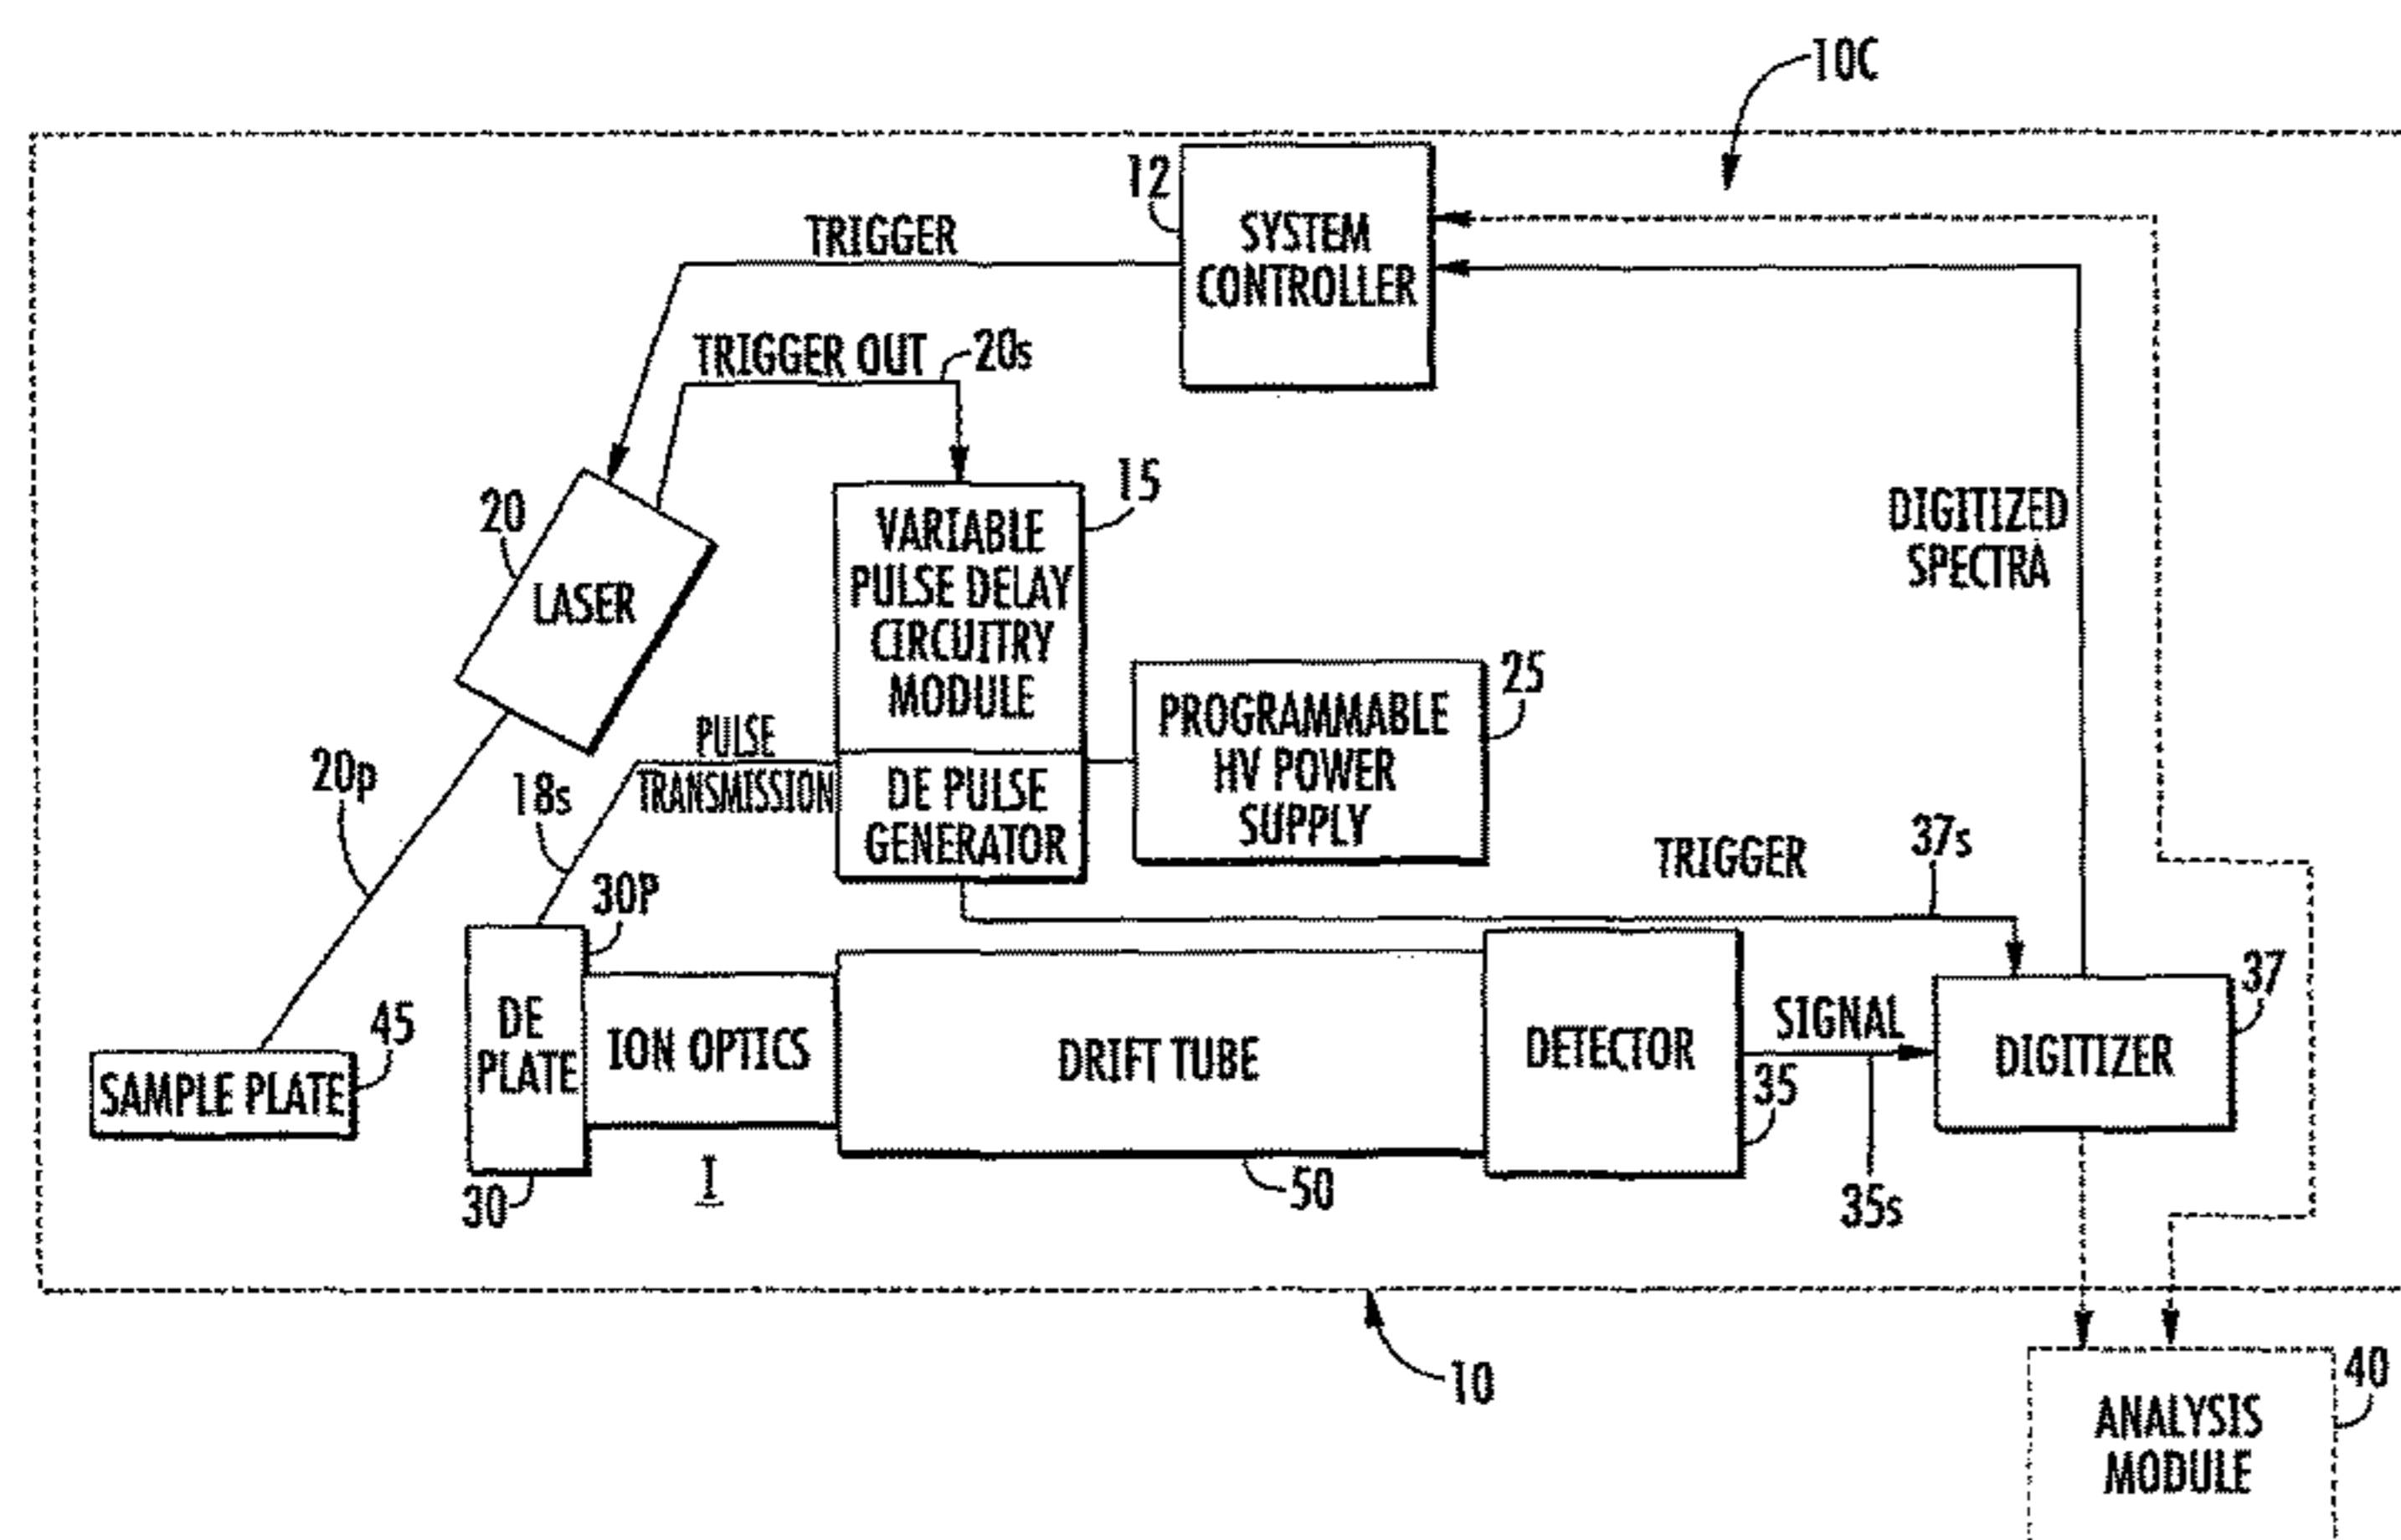 10C
12
SYSTEM
CONTROLLER
TRIGGER
TRIGGER OUT
20s
15
20
LASER
VARIABLE
PULSE DELAY
CIRCUITRY
MODULE
DIGITIZED
SPECTRA
25
PROGRAMMABLE
HV POWER
SUPPLY
PULSE
TRANSMISSION
20p
18s
DE PULSE
GENERATOR
TRIGGER
37s
30P
37
45
SAMPLE PLATE
DE
PLATE
ION OPTICS
DRIFT TUBE
DETECTOR
SIGNAL
DIGITIZER
35
30
I
50
35s
10
40
ANALYSIS
MODULE